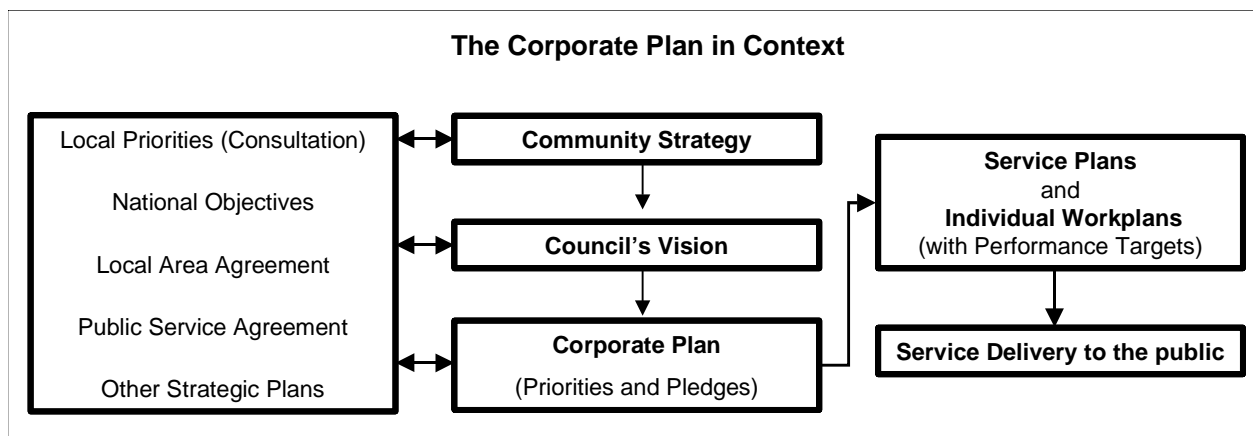 The Corporate Plan in Context
Local Priorities (Consultation)
National Objectives
Local Area Agreement
Public Service Agreement
Other Strategic Plans
Community Strategy
Council’s Vision
Corporate Plan
(Priorities and Pledges)
Service Plans
and
Individual Workplans
(with Performance Targets)
Service Delivery to the public